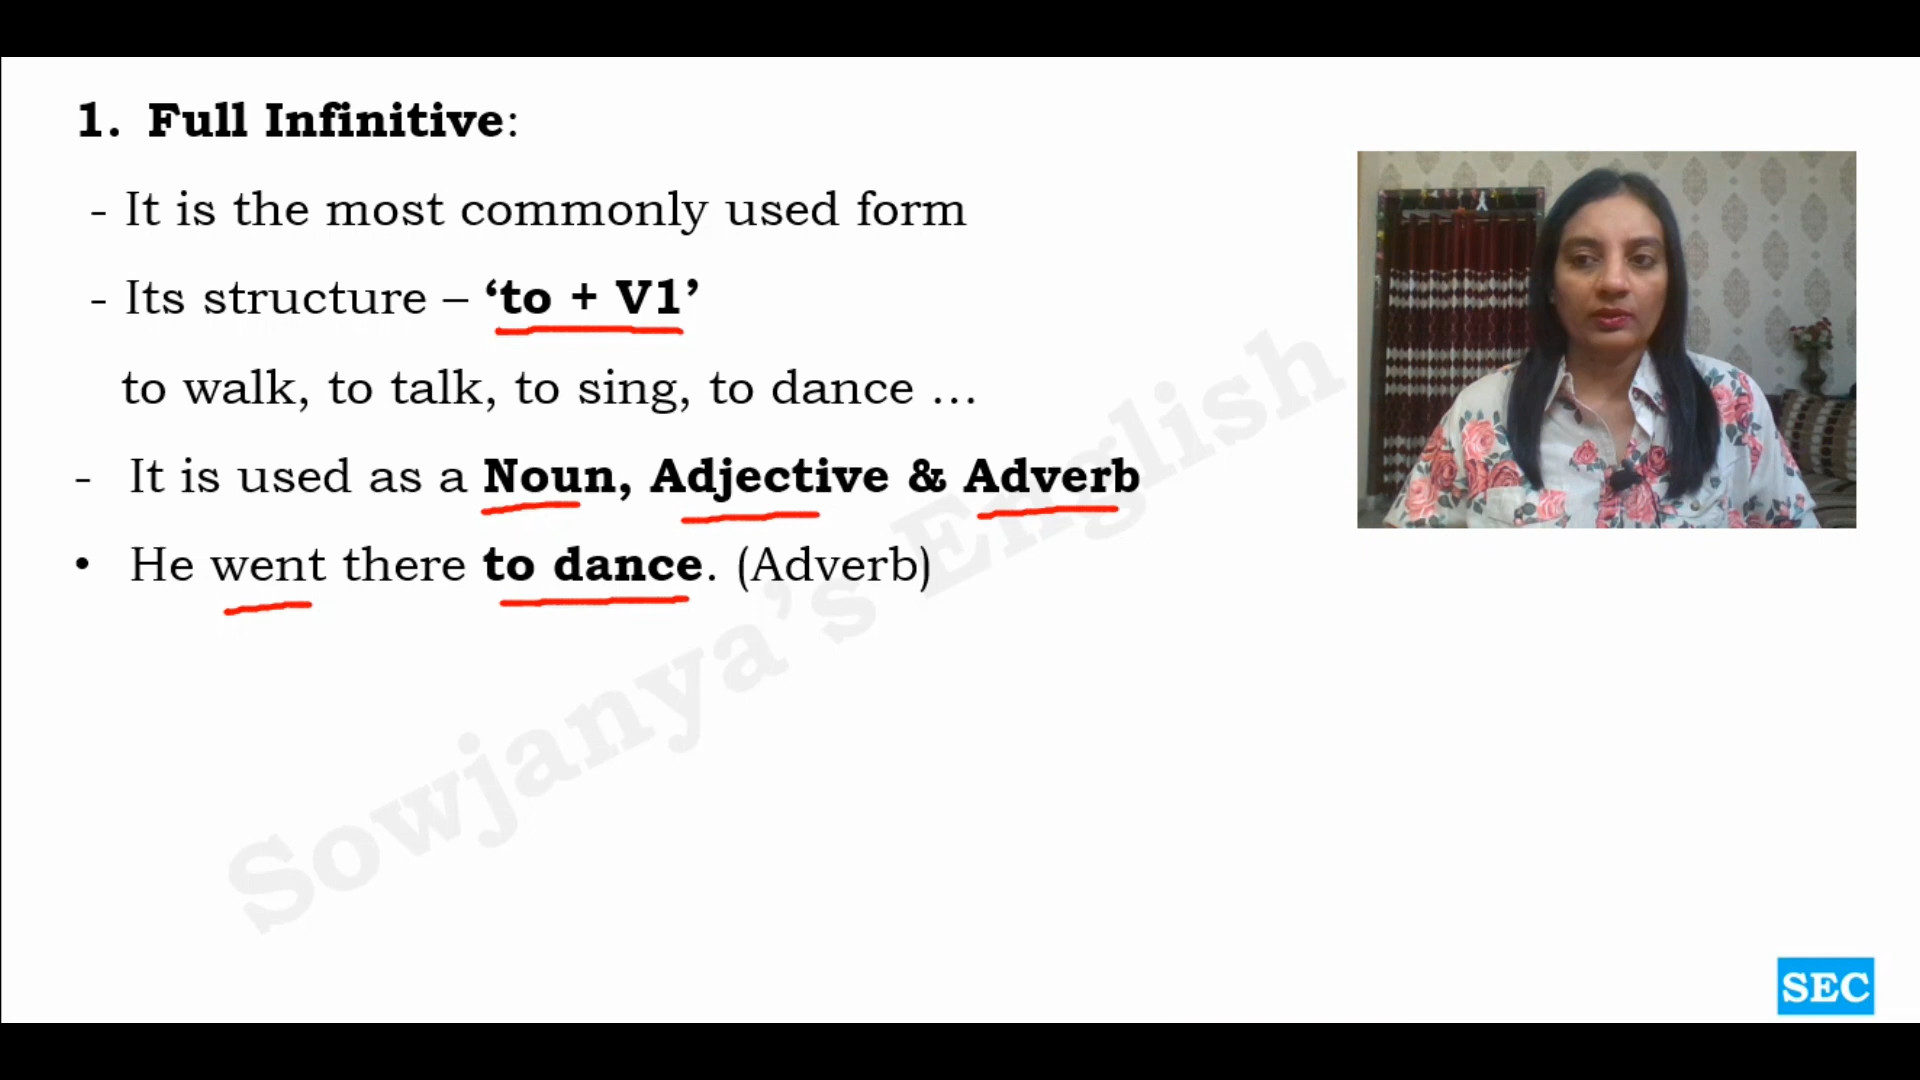 1. Full Infinitive:
- It is the most commonly used form
- Its structure – ‘to + V1’
to walk, to talk, to sing, to dance ...
- It is used as a Noun, Adjective & Adverb
• He went there to dance. (Adverb)
Sowjanya’s English
SEC